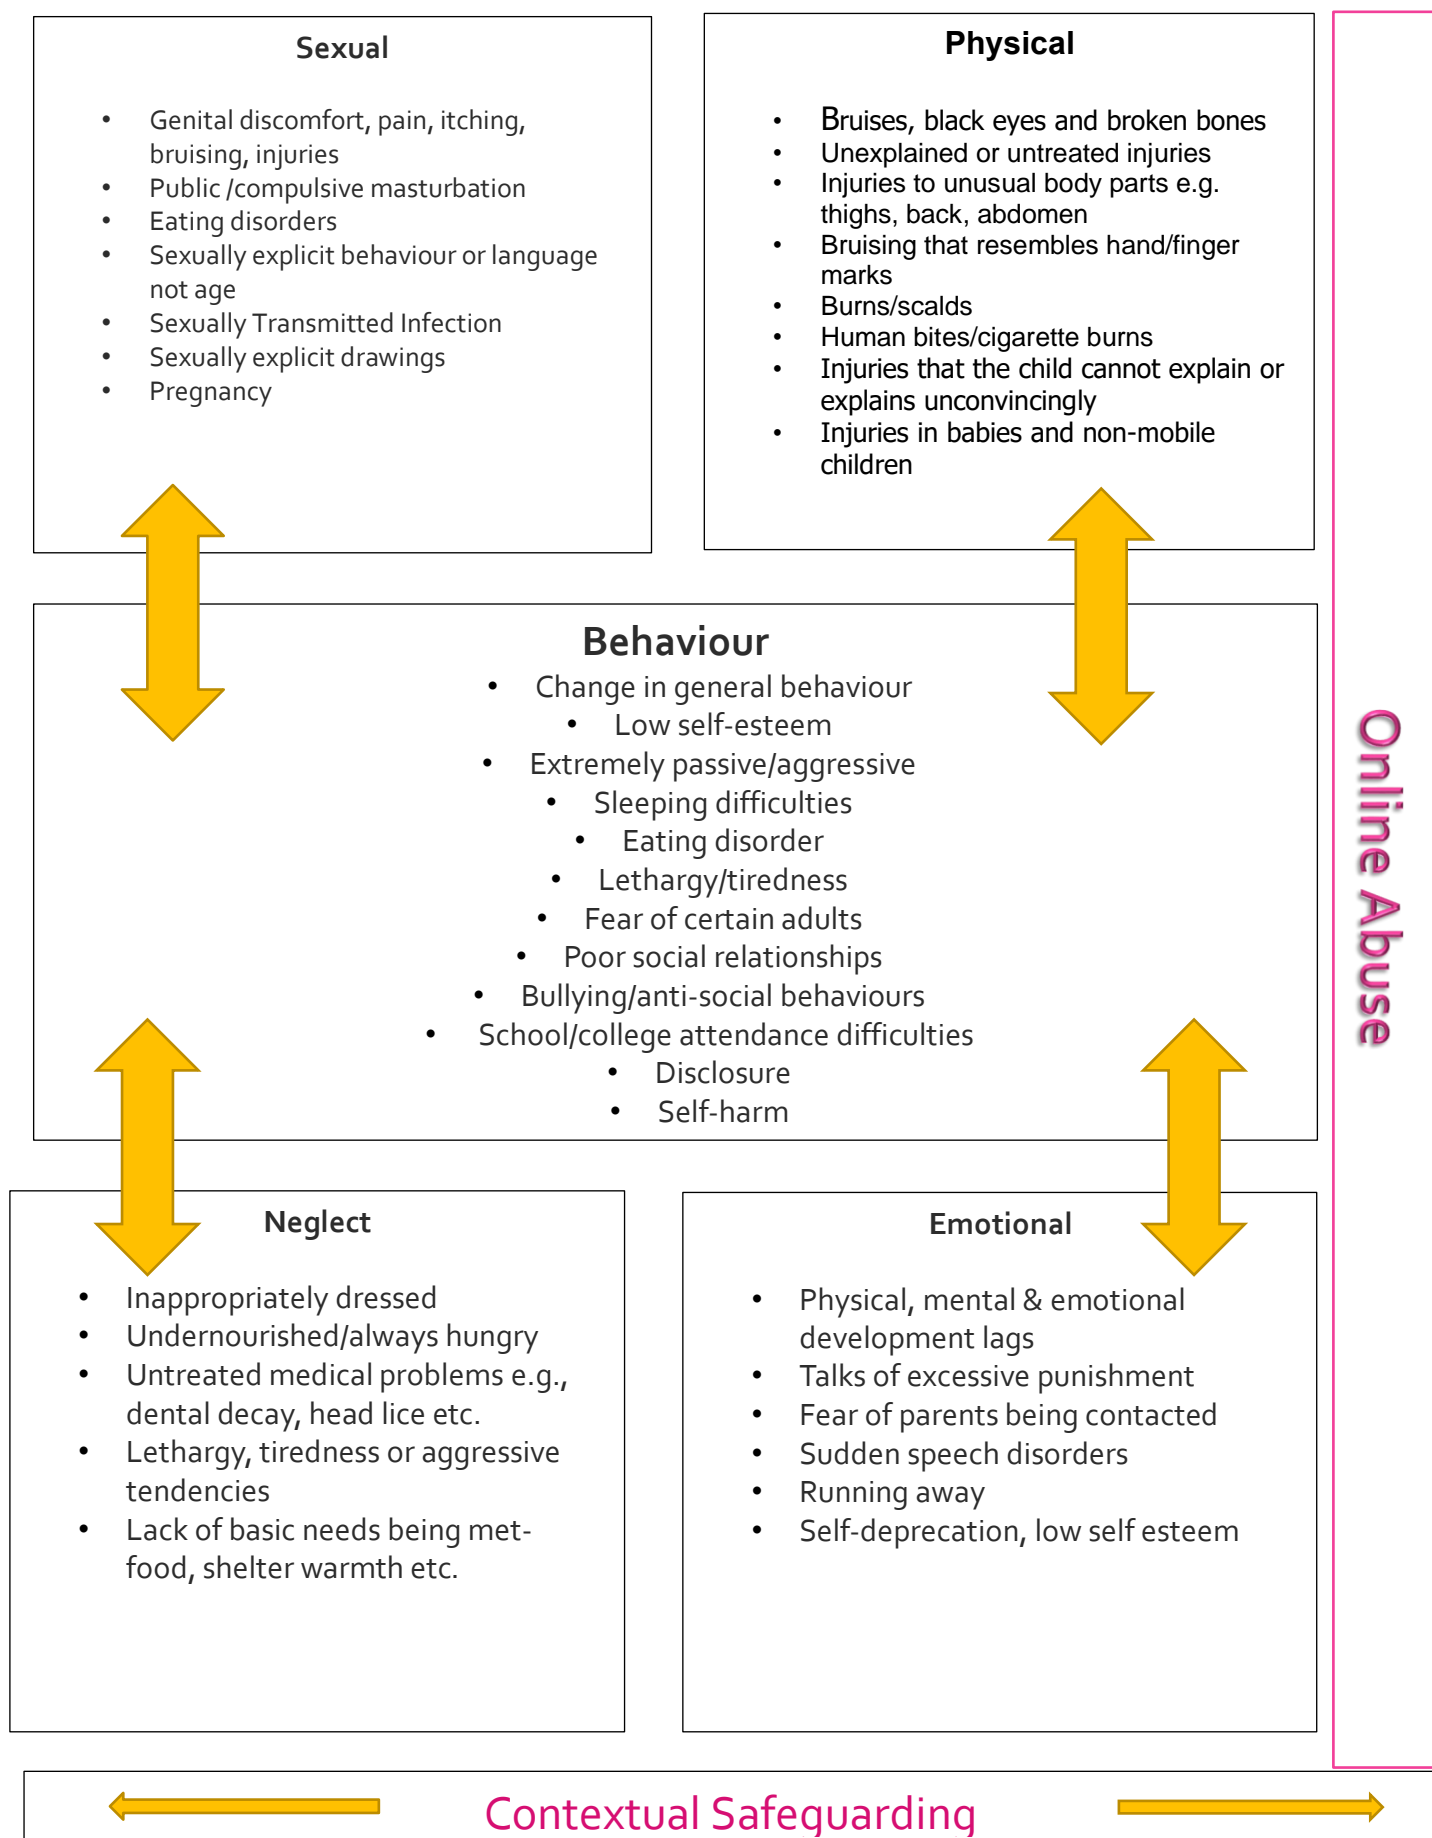 Sexual
• Genital discomfort, pain, itching,
bruising, injuries
• Public /compulsive masturbation
• Eating disorders
• Sexually explicit behaviour or language
not age
• Sexually Transmitted Infection
• Sexually explicit drawings
• Pregnancy
Physical
• Bruises, black eyes and broken bones
• Unexplained or untreated injuries
• Injuries to unusual body parts e.g.
thighs, back, abdomen
• Bruising that resembles hand/finger
marks
• Burns/scalds
• Human bites/cigarette burns
• Injuries that the child cannot explain or
explains unconvincingly
• Injuries in babies and non-mobile
children
Behaviour
• Change in general behaviour
• Low self-esteem
• Extremely passive/aggressive
• Sleeping difficulties
• Eating disorder
• Lethargy/tiredness
• Fear of certain adults
• Poor social relationships
• Bullying/anti-social behaviours
• School/college attendance difficulties
• Disclosure
• Self-harm
Neglect
• Inappropriately dressed
• Undernourished/always hungry
• Untreated medical problems e.g.,
dental decay, head lice etc.
• Lethargy, tiredness or aggressive
tendencies
• Lack of basic needs being met-
food, shelter warmth etc.
Emotional
• Physical, mental & emotional
development lags
• Talks of excessive punishment
• Fear of parents being contacted
• Sudden speech disorders
• Running away
• Self-deprecation, low self esteem
Online Abuse
Contextual Safeguarding